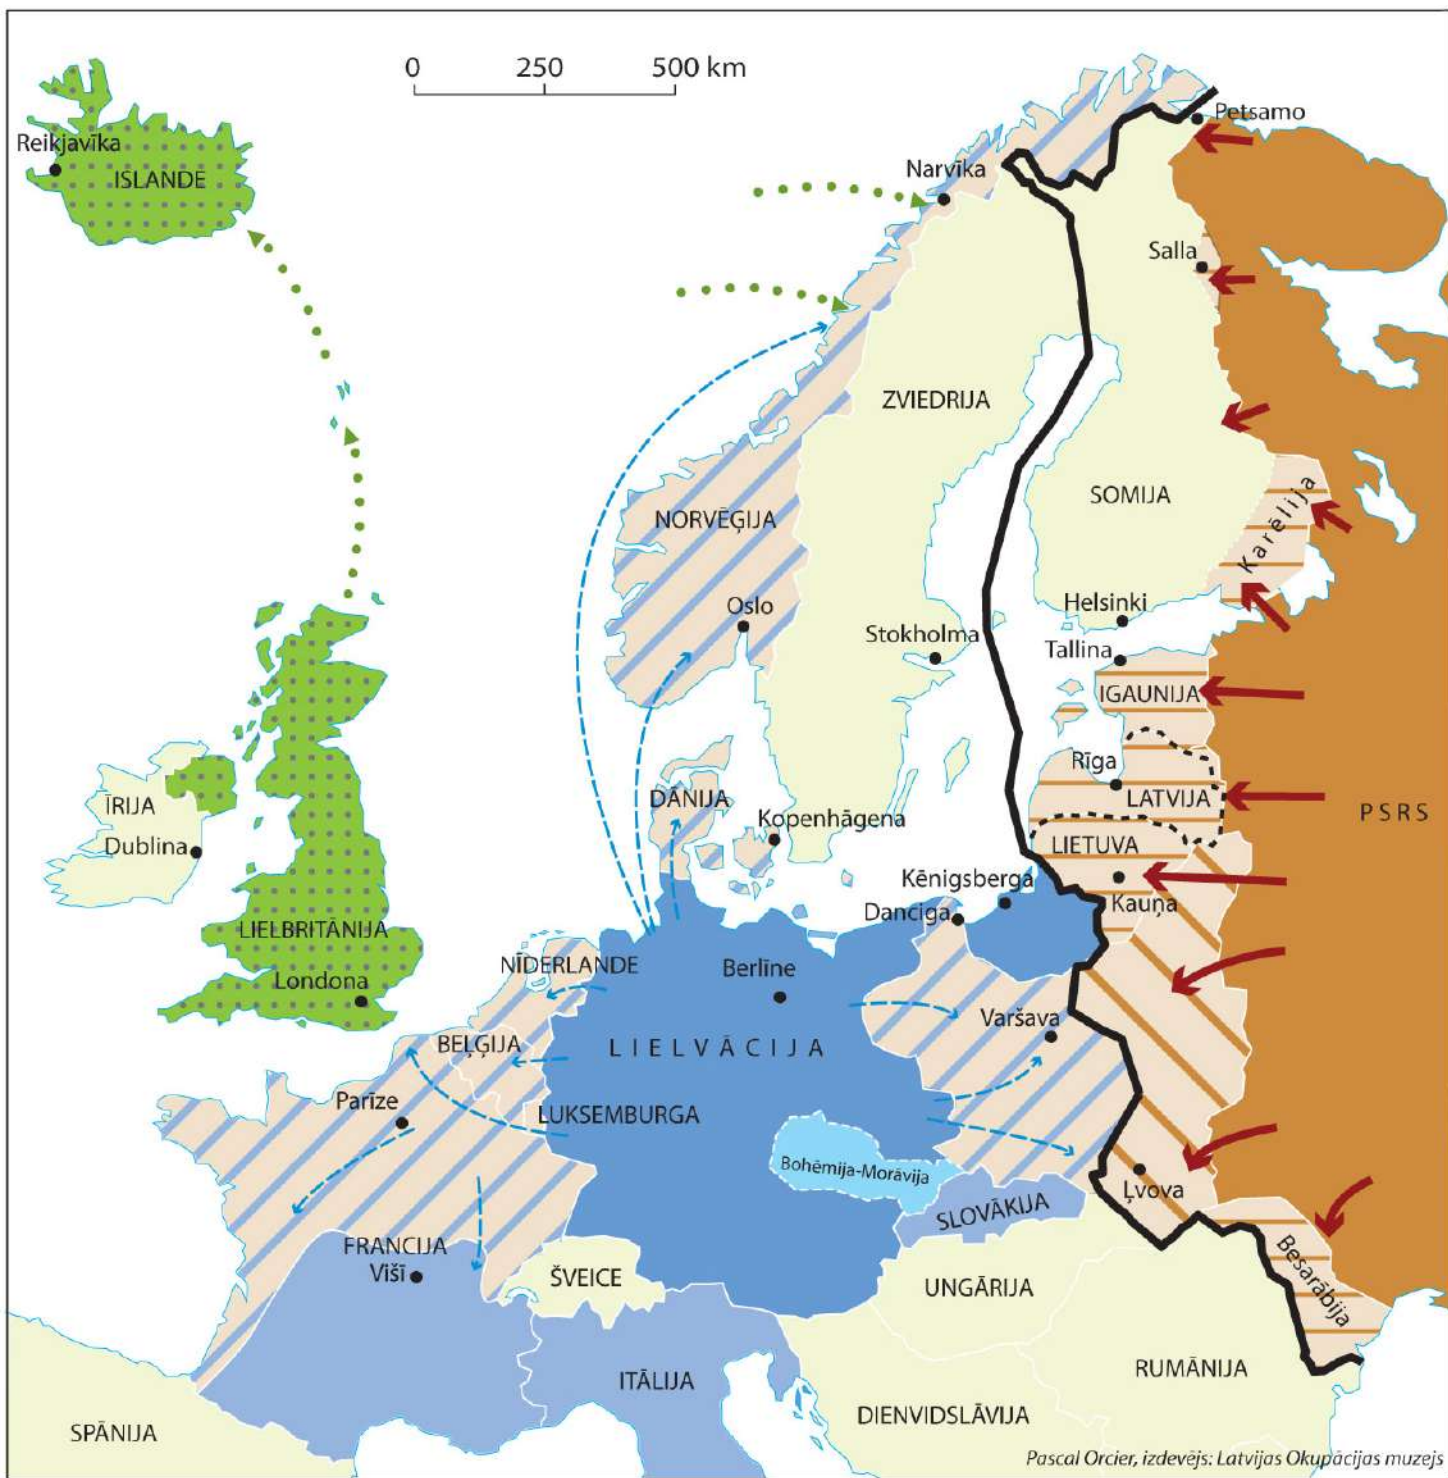 0 250 500 km
Petsamo
Reikjavīka
ISLANDE
Narvīka
Salla
ZVIEDRIJA
SOMIJA
Karēlija
NORVĒĢIJA
Oslo
Helsinki
Stokholma
Tallina
IGAUNIJA
Rīga
LATVIJA
PSRS
ĪRIJA
Dublina
DĀNIJA
Kopenhāgena
LIETUVA
Kēnigsberga
Kauņa
Danciga
LIELBRITĀNIJA
Londona
NĪDERLANDE
Berlīne
Varšava
BEĻĢIJA
LIELVĀCIJA
Parīze
LUKSEMBURGA
Bohēmija-Morāvija
Ļvova
SLOVĀKIJA
FRANCIJA
Višī
ŠVEICE
UNGĀRIJA
Besarābija
ITĀLIJA
RUMĀNIJA
DIENVIDSLĀVIJA
SPĀNIJA
Pascal Orcier, izdevējs: Latvijas Okupācijas muzejs